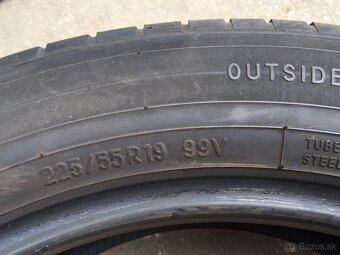 OUTSIDE
225/55R19 99V
TUBE
STEEL
Bazos.sk